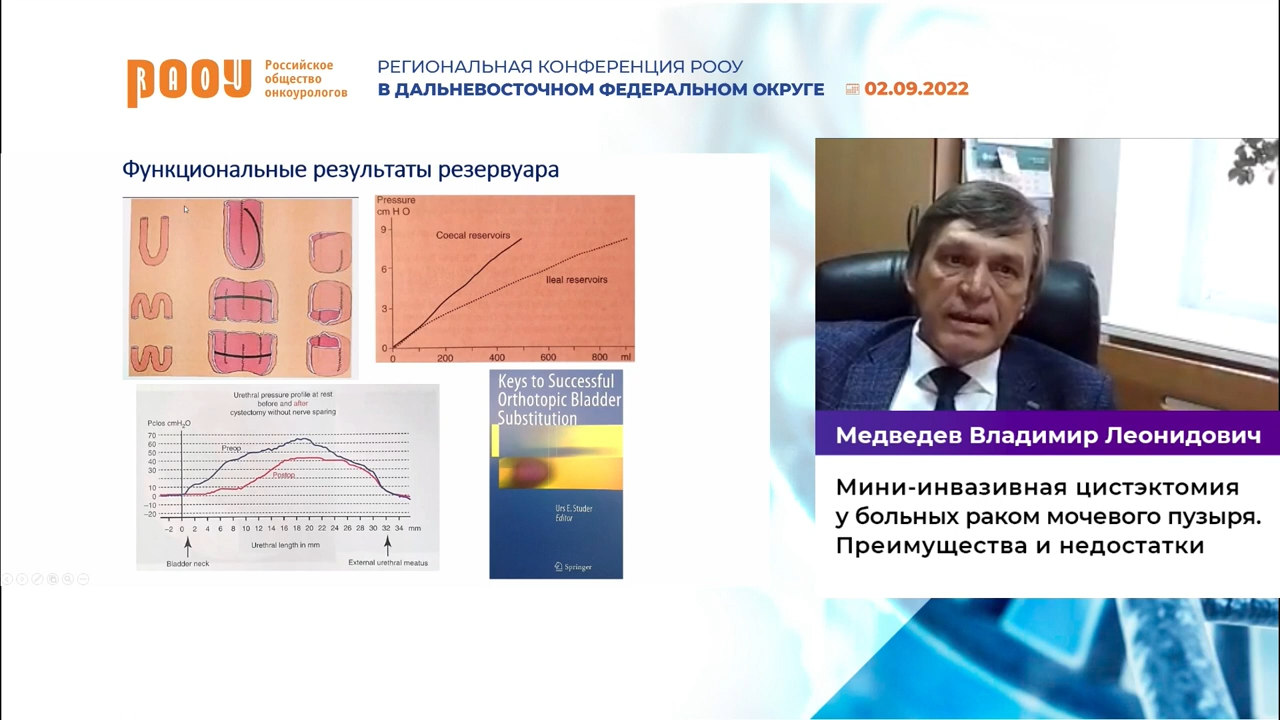 РООУ
RAOU
Российское
общество
онкоурологов
РЕГИОНАЛЬНАЯ КОНФЕРЕНЦИЯ РООУ
В ДАЛЬНЕВОСТОЧНОМ ФЕДЕРАЛЬНОМ ОКРУГЕ
02.09.2022
Функциональные результаты резервуара
Pressure
cm H O
9
6
3
0
Coecal reservoirs
Ileal reservoirs
0 200 400 600 800 ml
Urethral pressure profile at rest
before and after
cystectomy without nerve sparing
Pclos cmH2O
70
60
50
40
30
10
0
-10
-20
Preop
Postop
-2 0 2 4 6 8 10 12 14 16 18 20 22 24 26 28 30 32 34 mm
Urethral length in mm
Bladder neck
External urethral meatus
Keys to Successful
Orthotopic Bladder
Substitution
Urs E. Studer
Editor
Springer
Медведев Владимир Леонидович
Мини-инвазивная цистэктомия
у больных раком мочевого пузыря.
Преимущества и недостатки